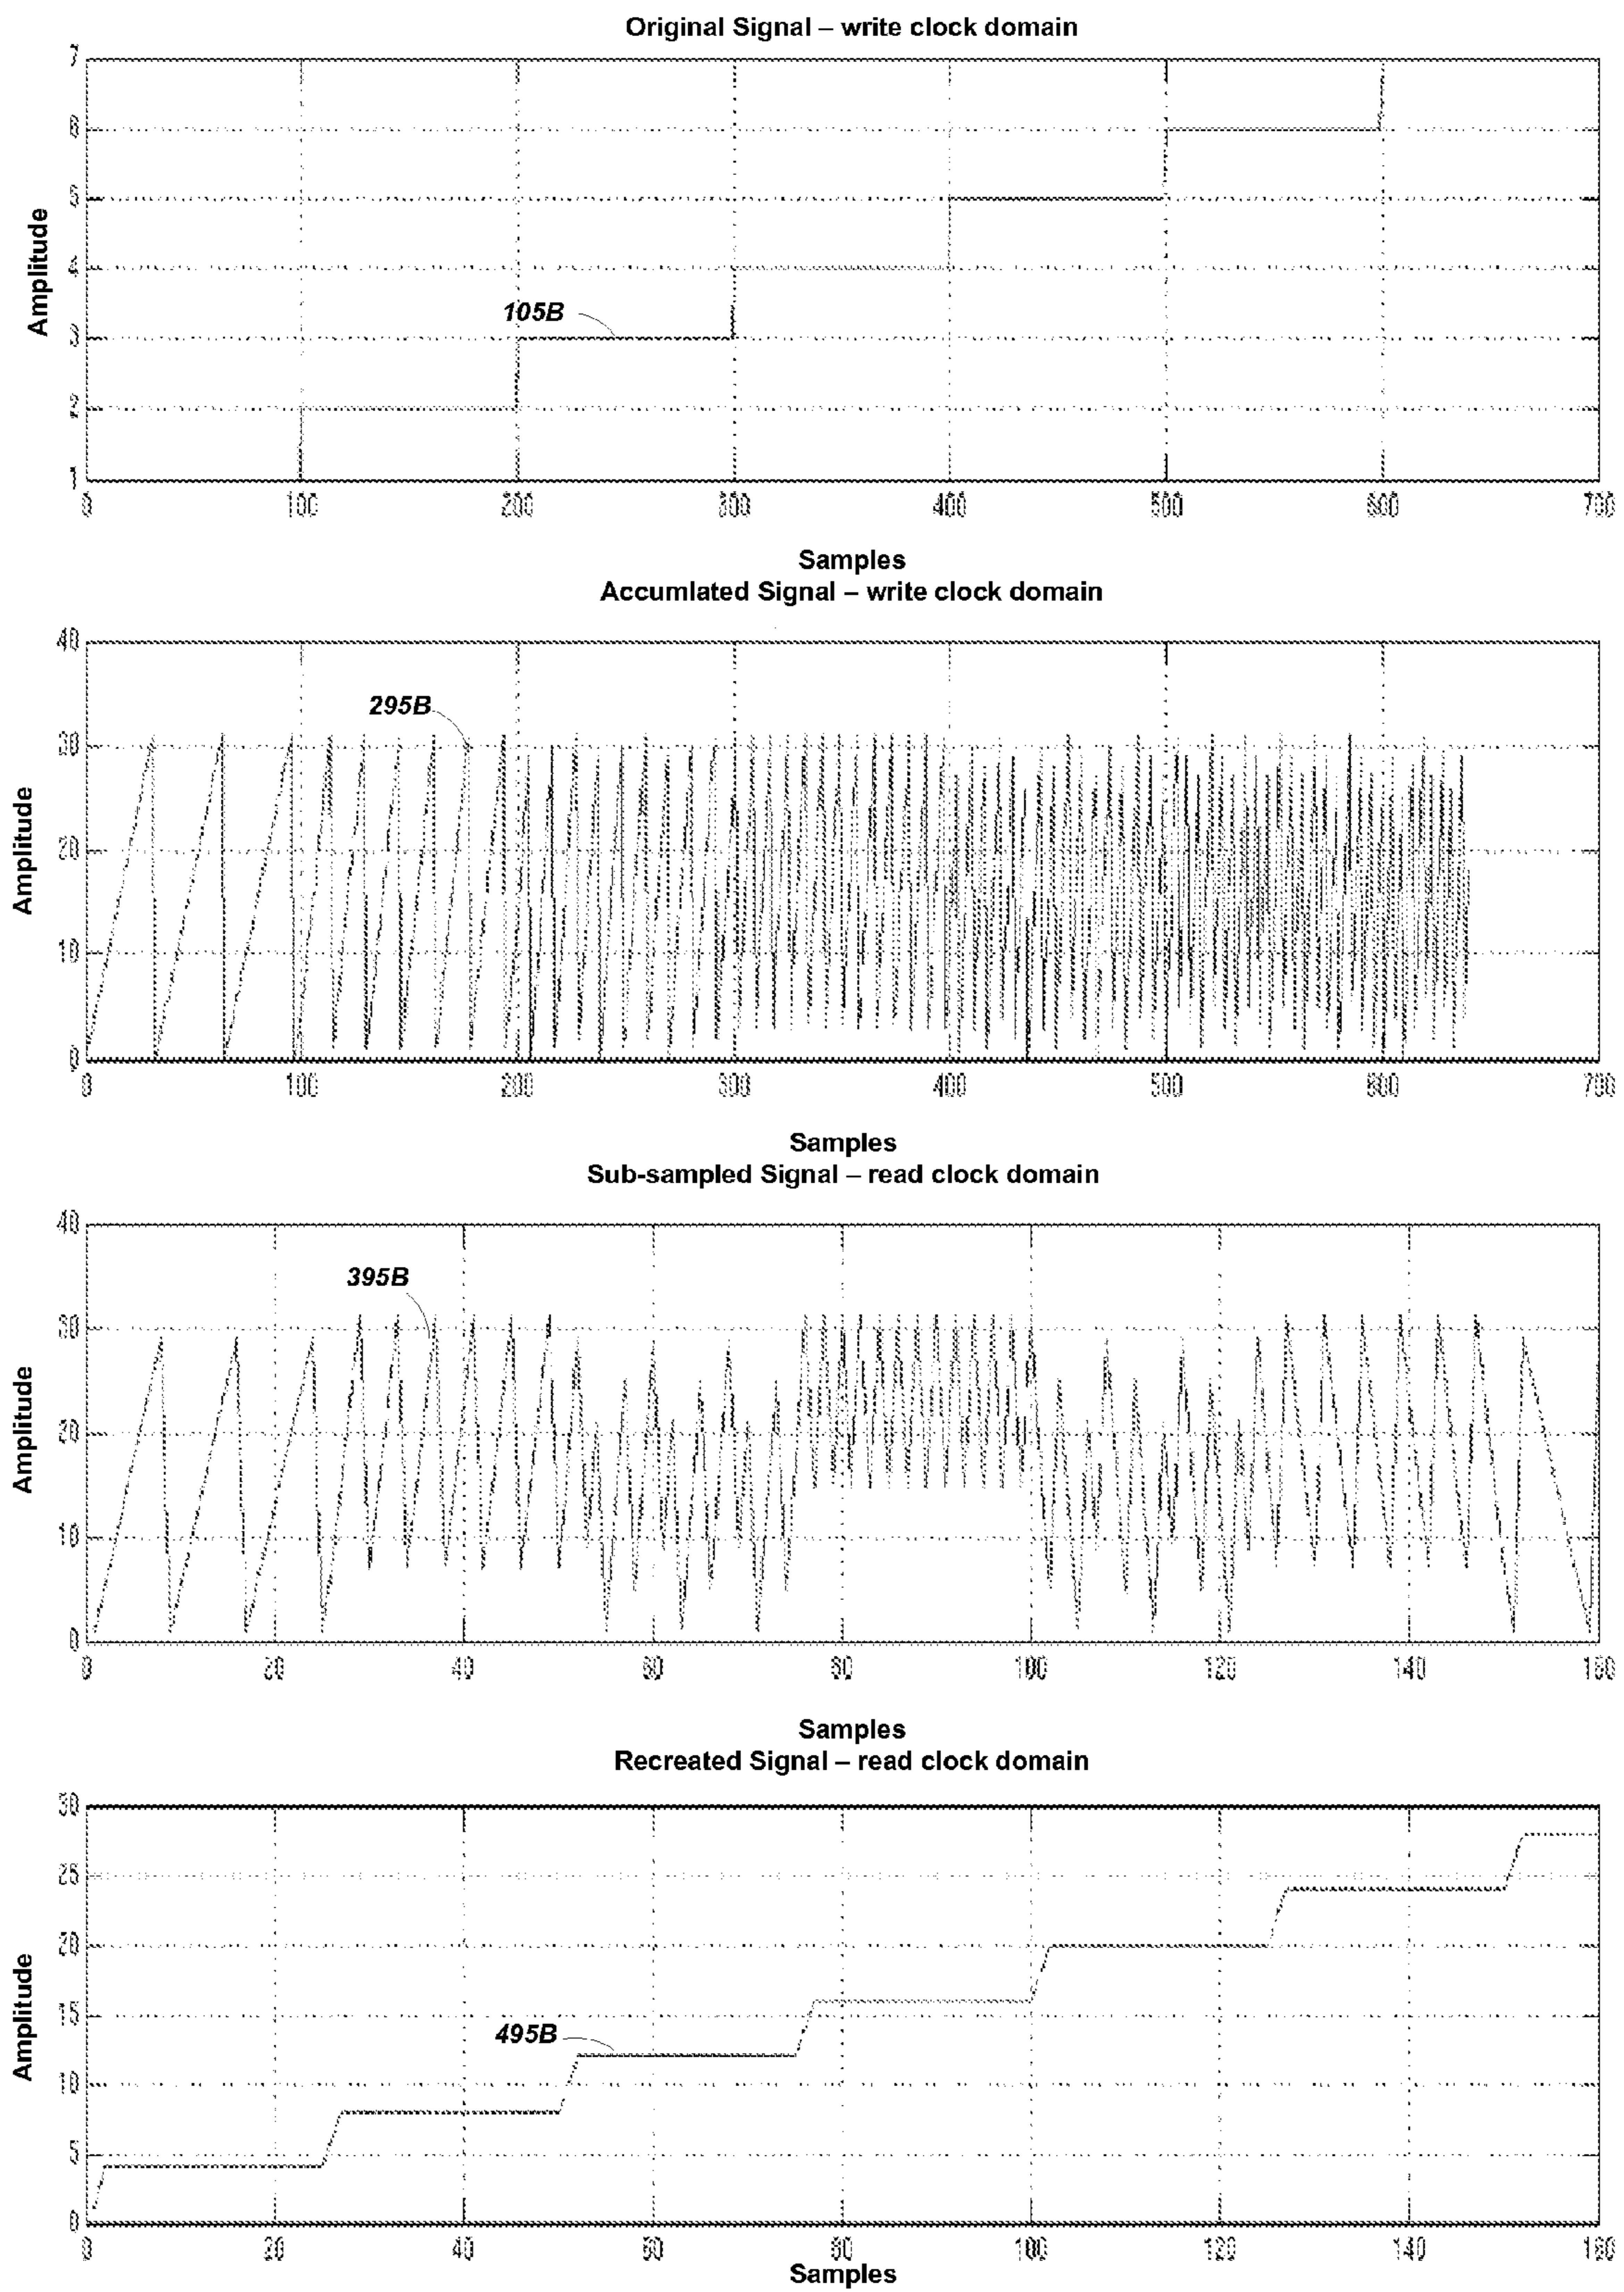 Original Signal – write clock domain
7
6
5
4
3
2
1
Amplitude
105B
0 100 200 300 400 500 600 700
Samples
Accumlated Signal – write clock domain
40
30
20
10
0
Amplitude
295B
0 100 200 300 400 500 600 700
Samples
Sub-sampled Signal – read clock domain
40
30
20
10
0
Amplitude
395B
0 20 40 60 80 100 120 140 160
Samples
Recreated Signal – read clock domain
30
25
20
15
10
5
0
Amplitude
495B
0 20 40 60 80 100 120 140 160
Samples